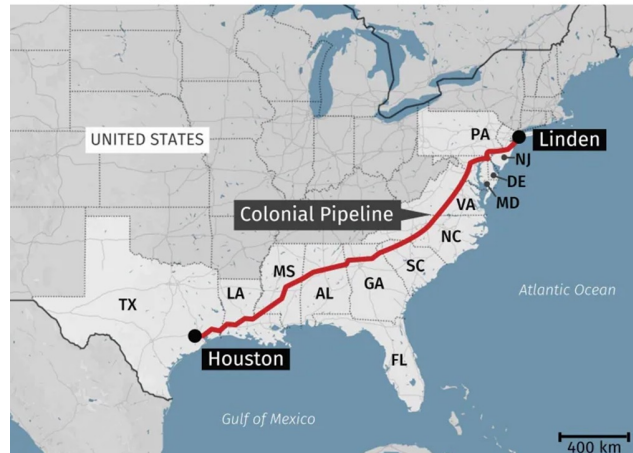 UNITED STATES
PA
Linden
NJ
DE
MD
VA
Colonial Pipeline
NC
SC
MS
AL
GA
LA
TX
Atlantic Ocean
Houston
FL
Gulf of Mexico
400 km